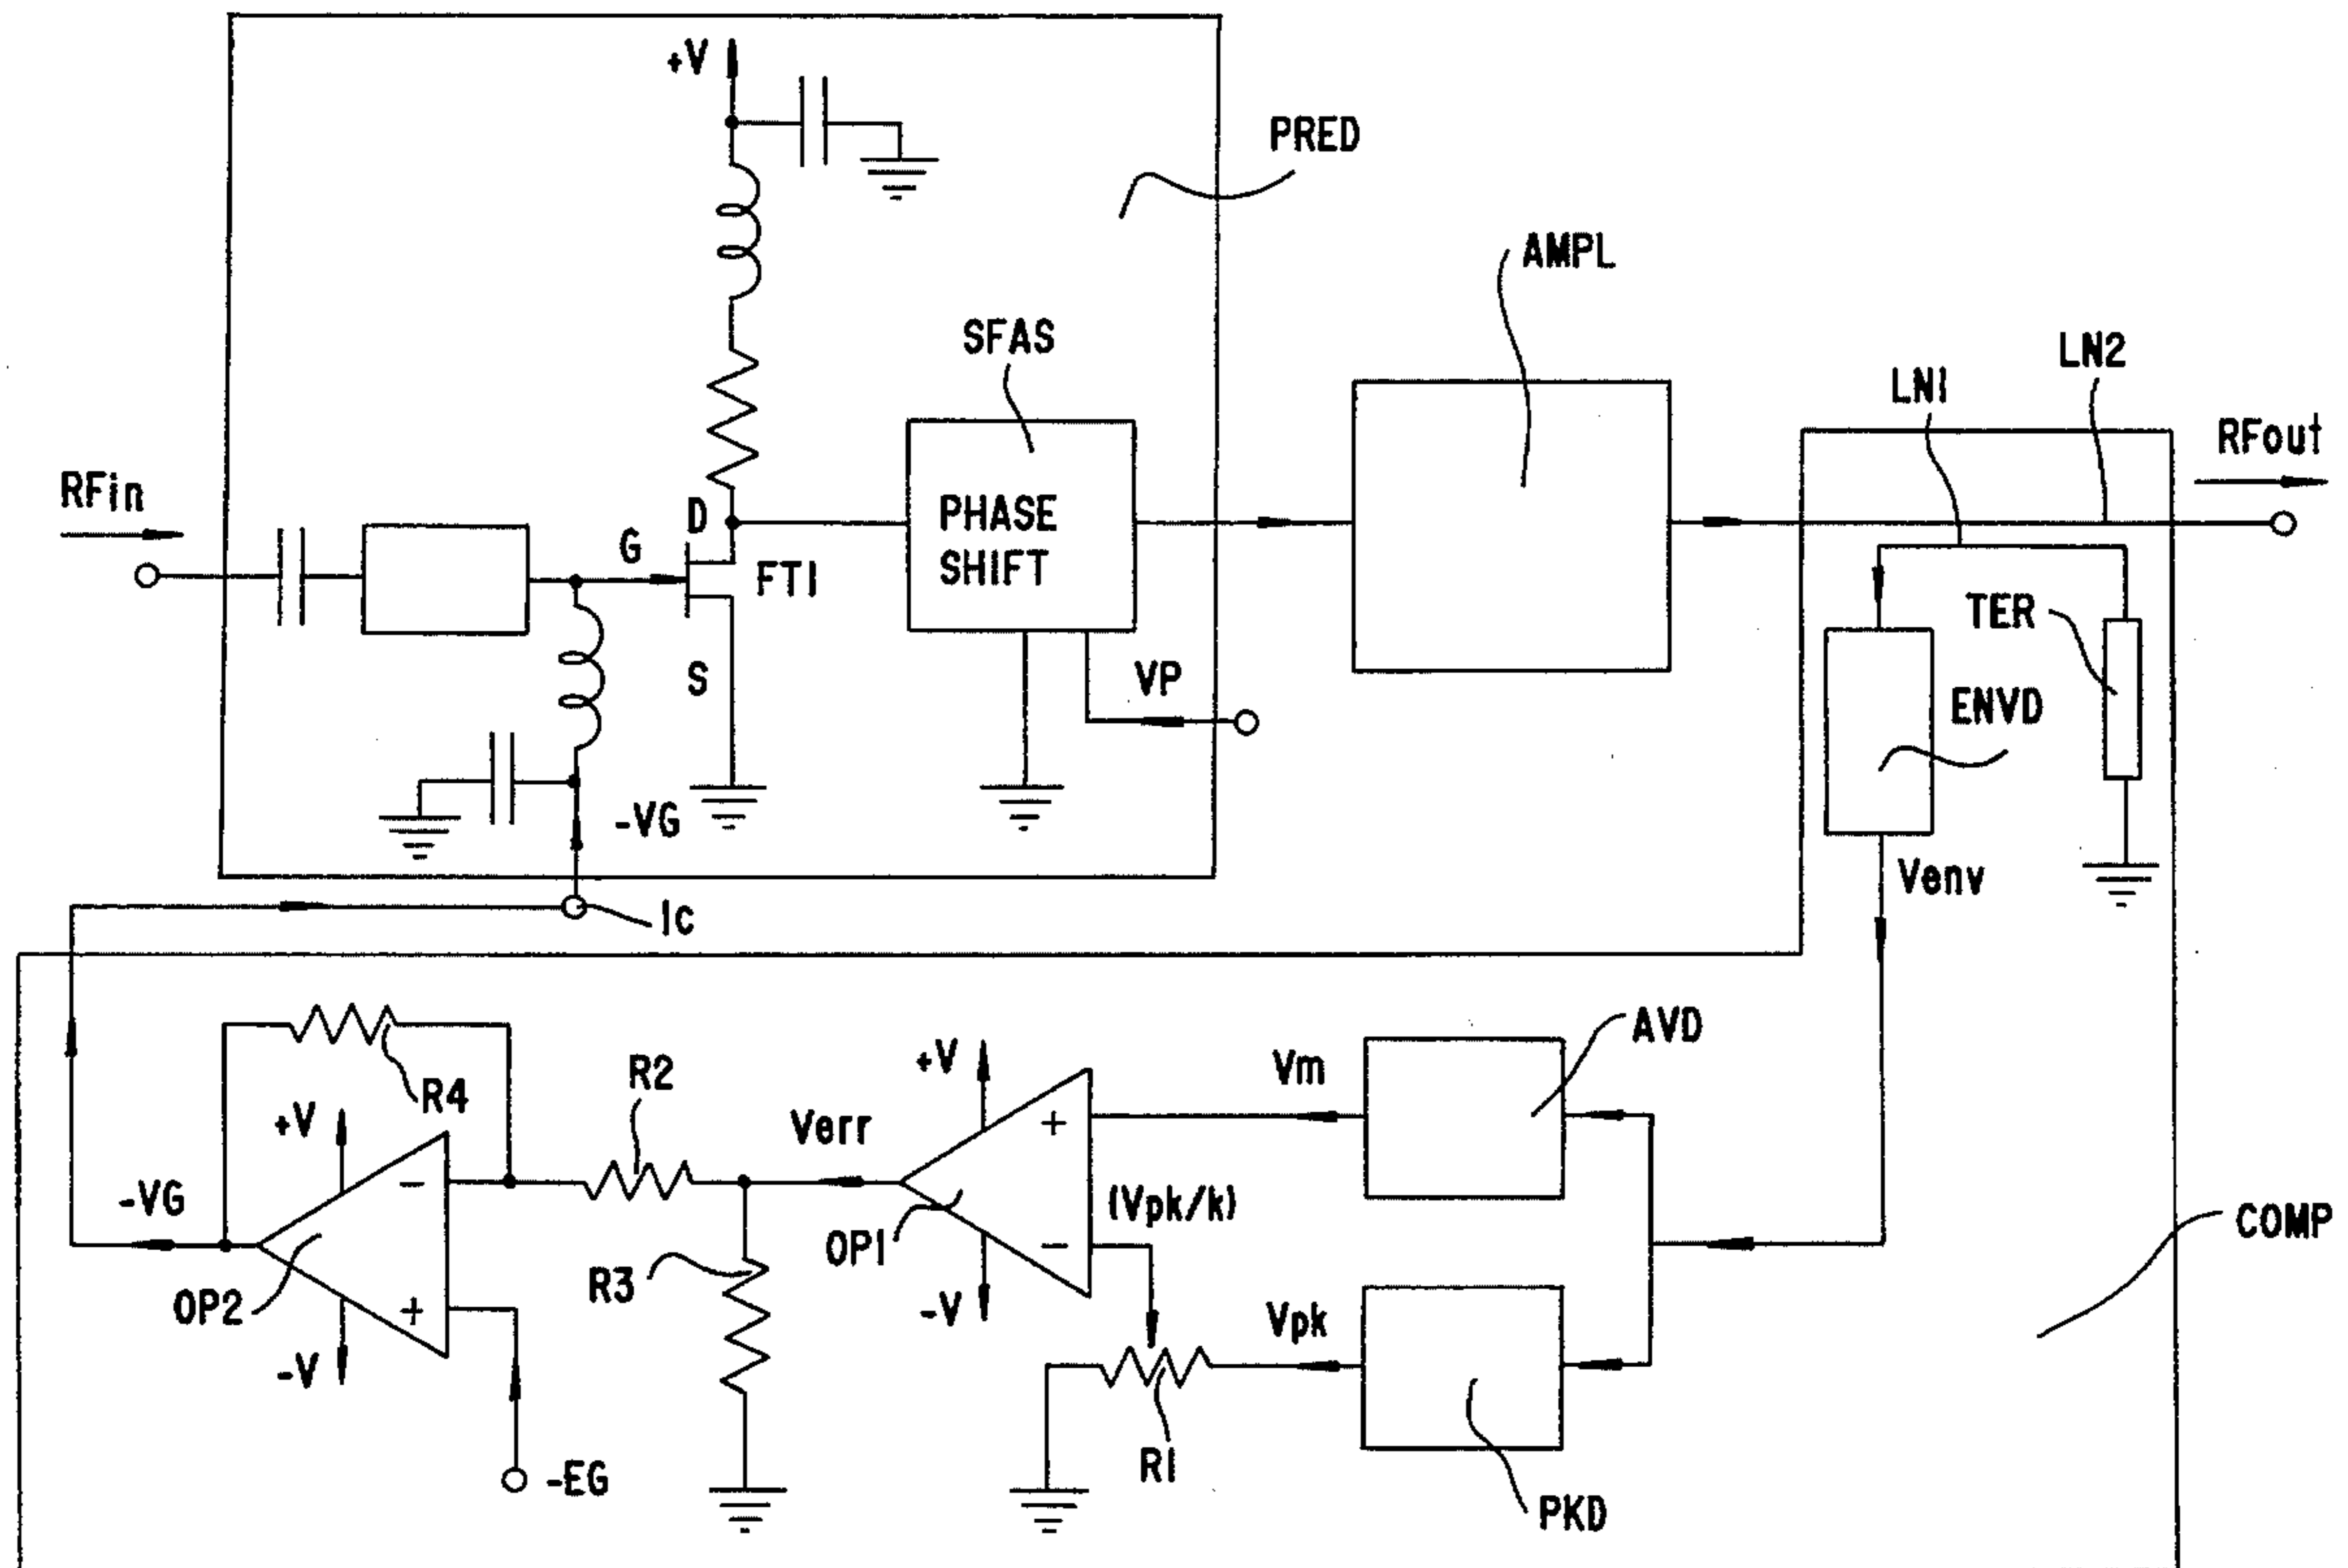 +V
PRED
AMPL
SFAS
LN2
LN1
RFout
RFin
D
PHASE
SHIFT
G
FT1
TER
S
VP
ENVD
-VG
Venv
1c
AVD
+V
Vm
R2
R4
+V
Verr
-VG
+
−
(Vpk/k)
COMP
OP1
R3
−
OP2
+
-V
Vpk
-V
R1
-EG
PKD